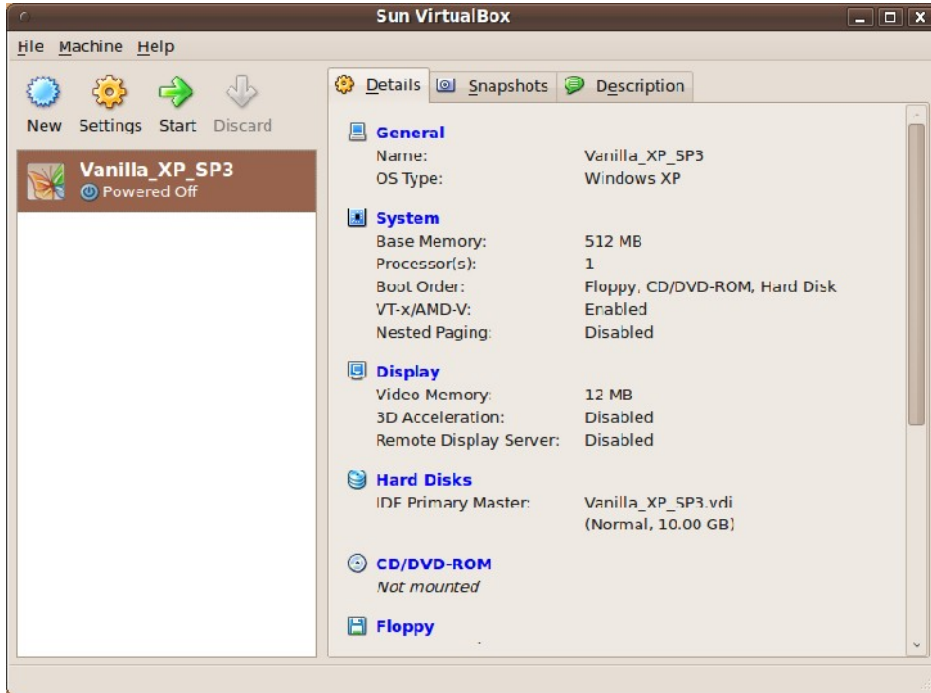 Sun VirtualBox
File Machine Help
New Settings Start Discard
Vanilla_XP_SP3
Powered Off
Details Snapshots Description
General
Name: Vanilla_XP_SP3
OS Type: Windows XP
System
Base Memory: 512 MB
Processor(s): 1
Boot Order: Floppy, CD/DVD-ROM, Hard Disk
VT-x/AMD-V: Enabled
Nested Paging: Disabled
Display
Video Memory: 12 MB
3D Acceleration: Disabled
Remote Display Server: Disabled
Hard Disks
IDE Primary Master: Vanilla_XP_SP3.vdi
(Normal, 10.00 GB)
CD/DVD-ROM
Not mounted
Floppy